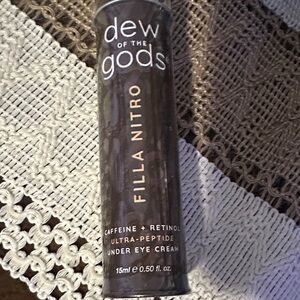 dew
OF THE
gods
FILLA NITRO
CAFFEINE + RETINOL
ULTRA-PEPTIDE
UNDER EYE CREAM
15ml e 0.50 fl. oz.